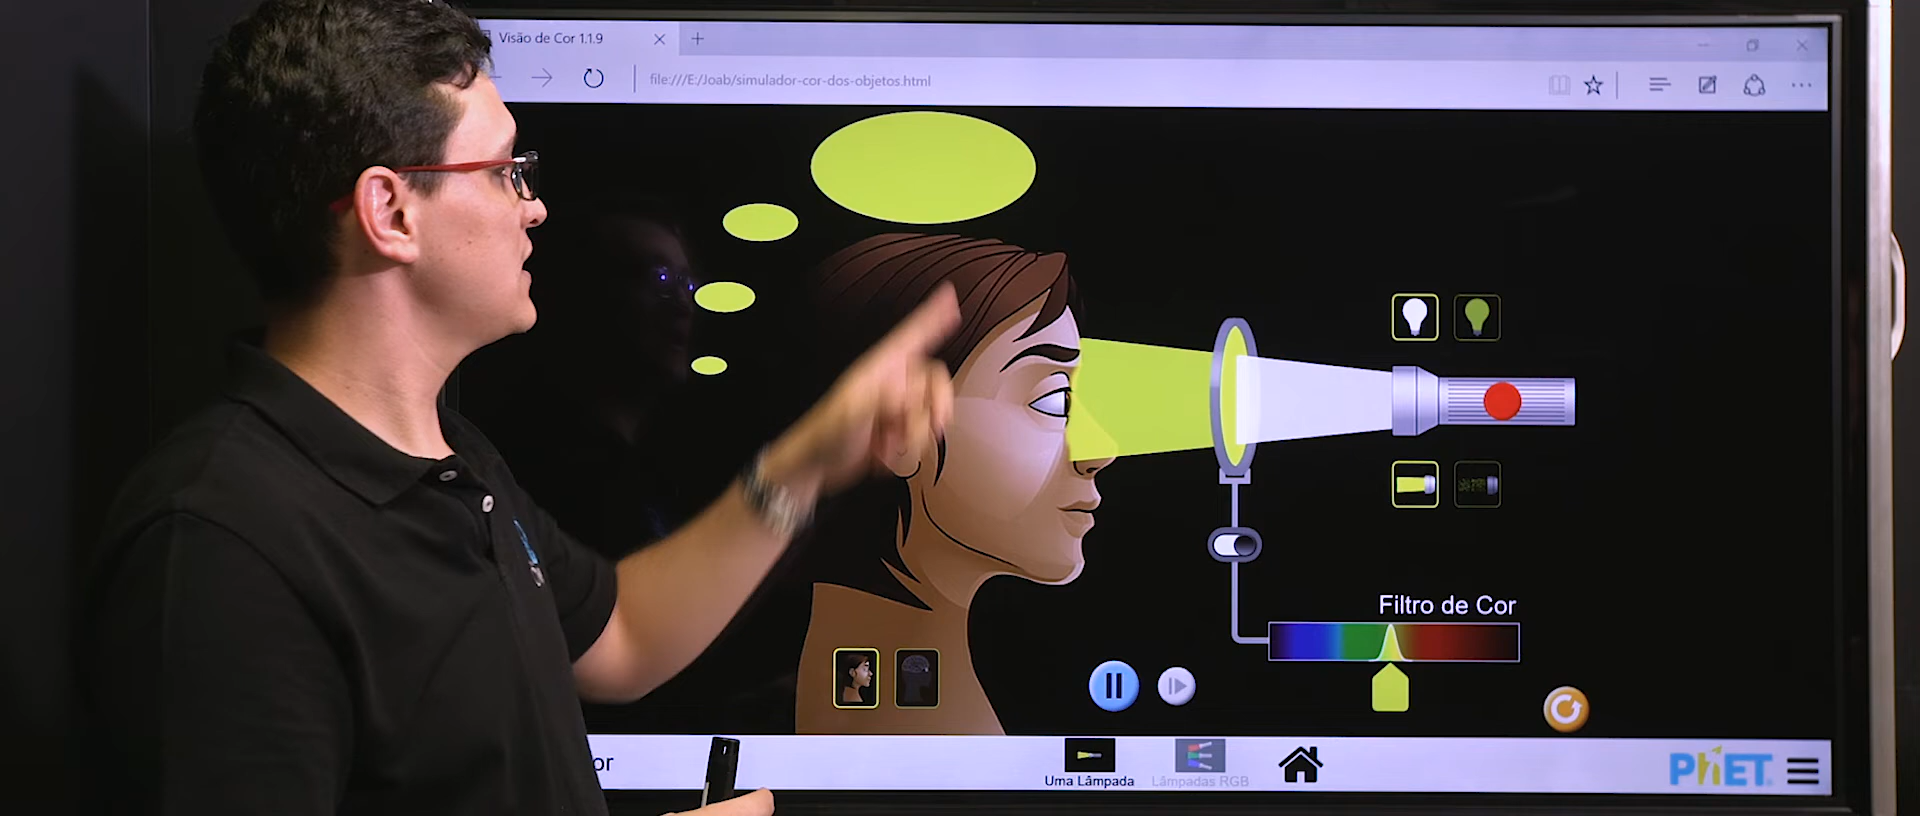 Visão de Cor 1.1.9
file:///E:/Joab/simulador-cor-dos-objetos.html
Filtro de Cor
or
Uma Lâmpada
Lâmpadas RGB
PhET